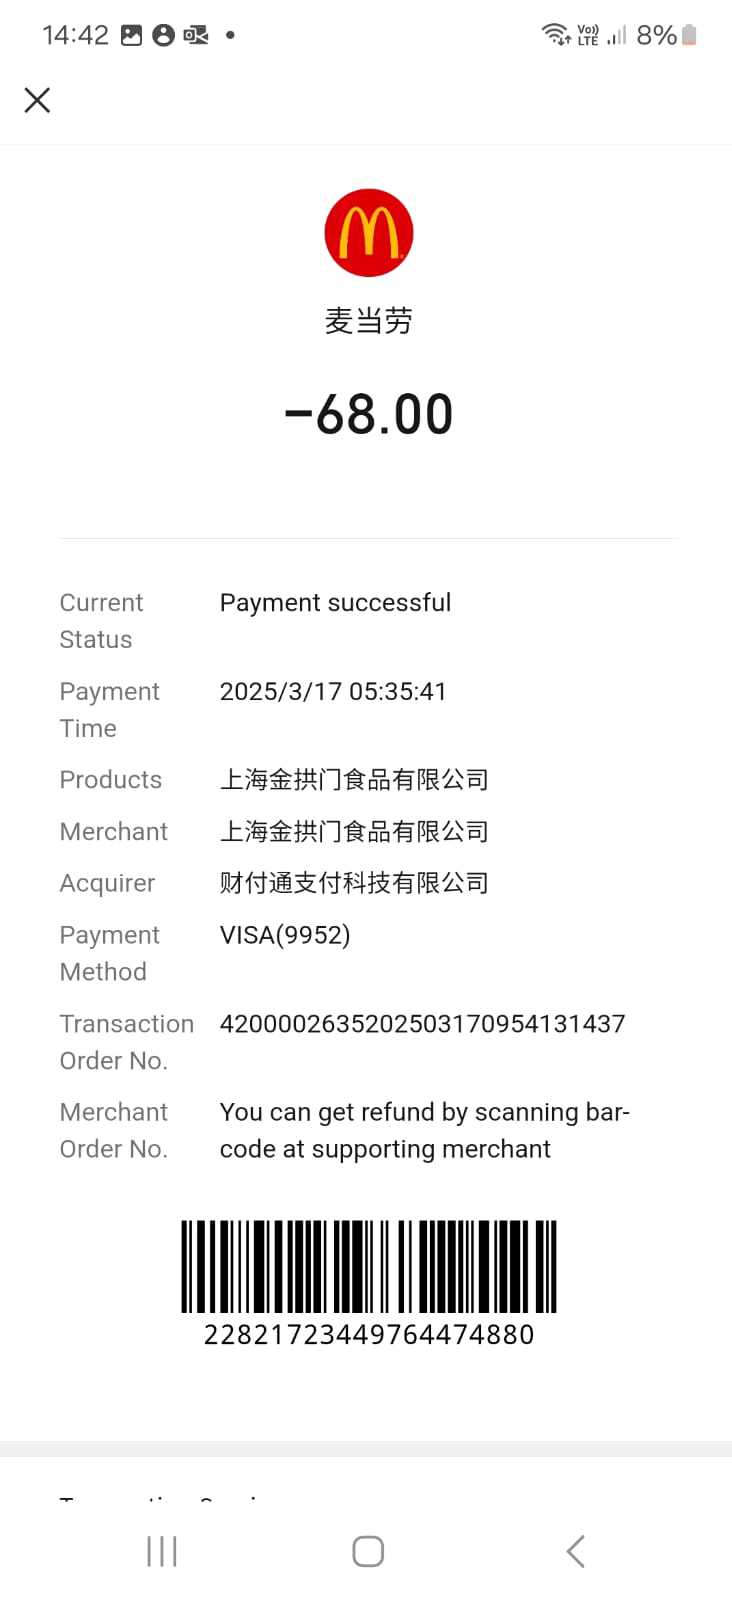 14:42
Vo))
LTE
8%
麦当劳
-68.00
Current Status
Payment successful
Payment Time
2025/3/17 05:35:41
Products
上海金拱门食品有限公司
Merchant
上海金拱门食品有限公司
Acquirer
财付通支付科技有限公司
Payment Method
VISA(9952)
Transaction Order No.
4200002635202503170954131437
Merchant Order No.
You can get refund by scanning bar-
code at supporting merchant
22821723449764474880